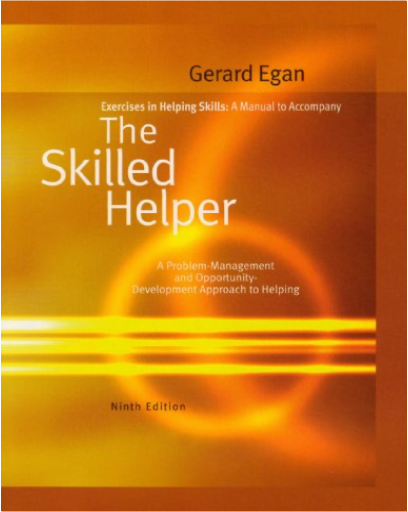 Gerard Egan
Exercises in Helping Skills: A Manual to Accompany
The
Skilled
Helper
A Problem-Management
and Opportunity-
Development Approach to Helping
Ninth Edition